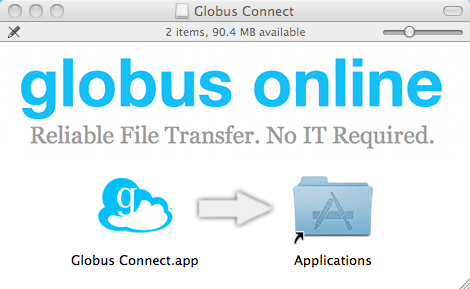 Globus Connect
2 items, 90.4 MB available
globus online
Reliable File Transfer. No IT Required.
g
Globus Connect.app
Applications